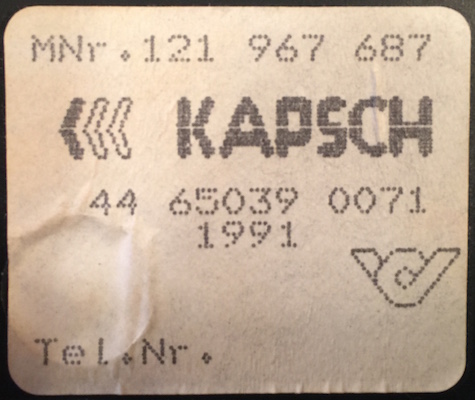 MNr.121 967 687
KAPSCH
44 65039 0071
1991
Tel.Nr.